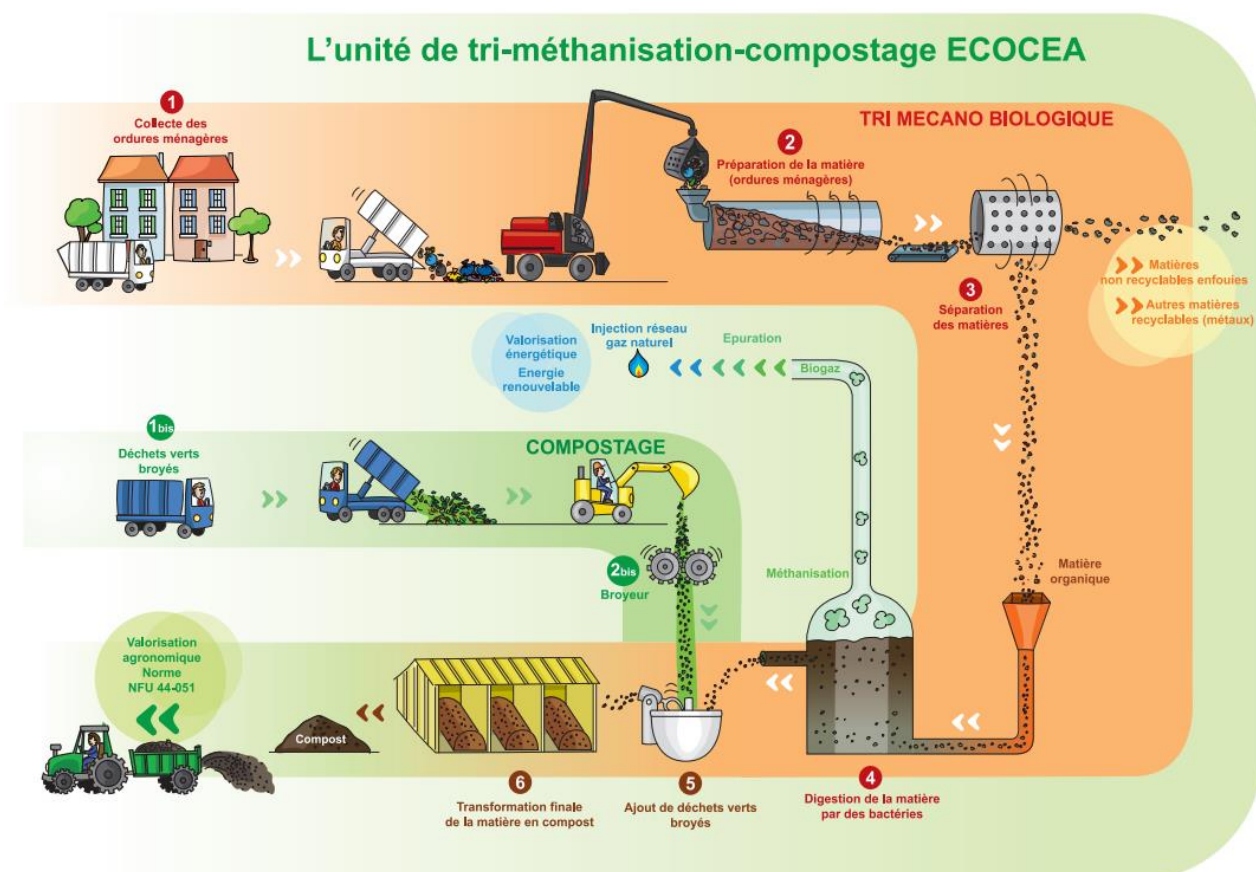 L'unité de tri-méthanisation-compostage ECOCEA
1
Collecte des
ordures ménagères
TRI MECANO BIOLOGIQUE
2
Préparation de la matière
(ordures ménagères)
3
Séparation
des matières
Matières
non recyclables enfouies
Autres matières
recyclables (métaux)
Valorisation
énergétique
Energie
renouvelable
Injection réseau
gaz naturel
Epuration
Biogaz
1bis
Déchets verts
broyés
COMPOSTAGE
2bis
Broyeur
Méthanisation
Matière
organique
Valorisation
agronomique
Norme
NFU 44-051
Compost
6
Transformation finale
de la matière en compost
5
Ajout de déchets verts
broyés
4
Digestion de la matière
par des bactéries